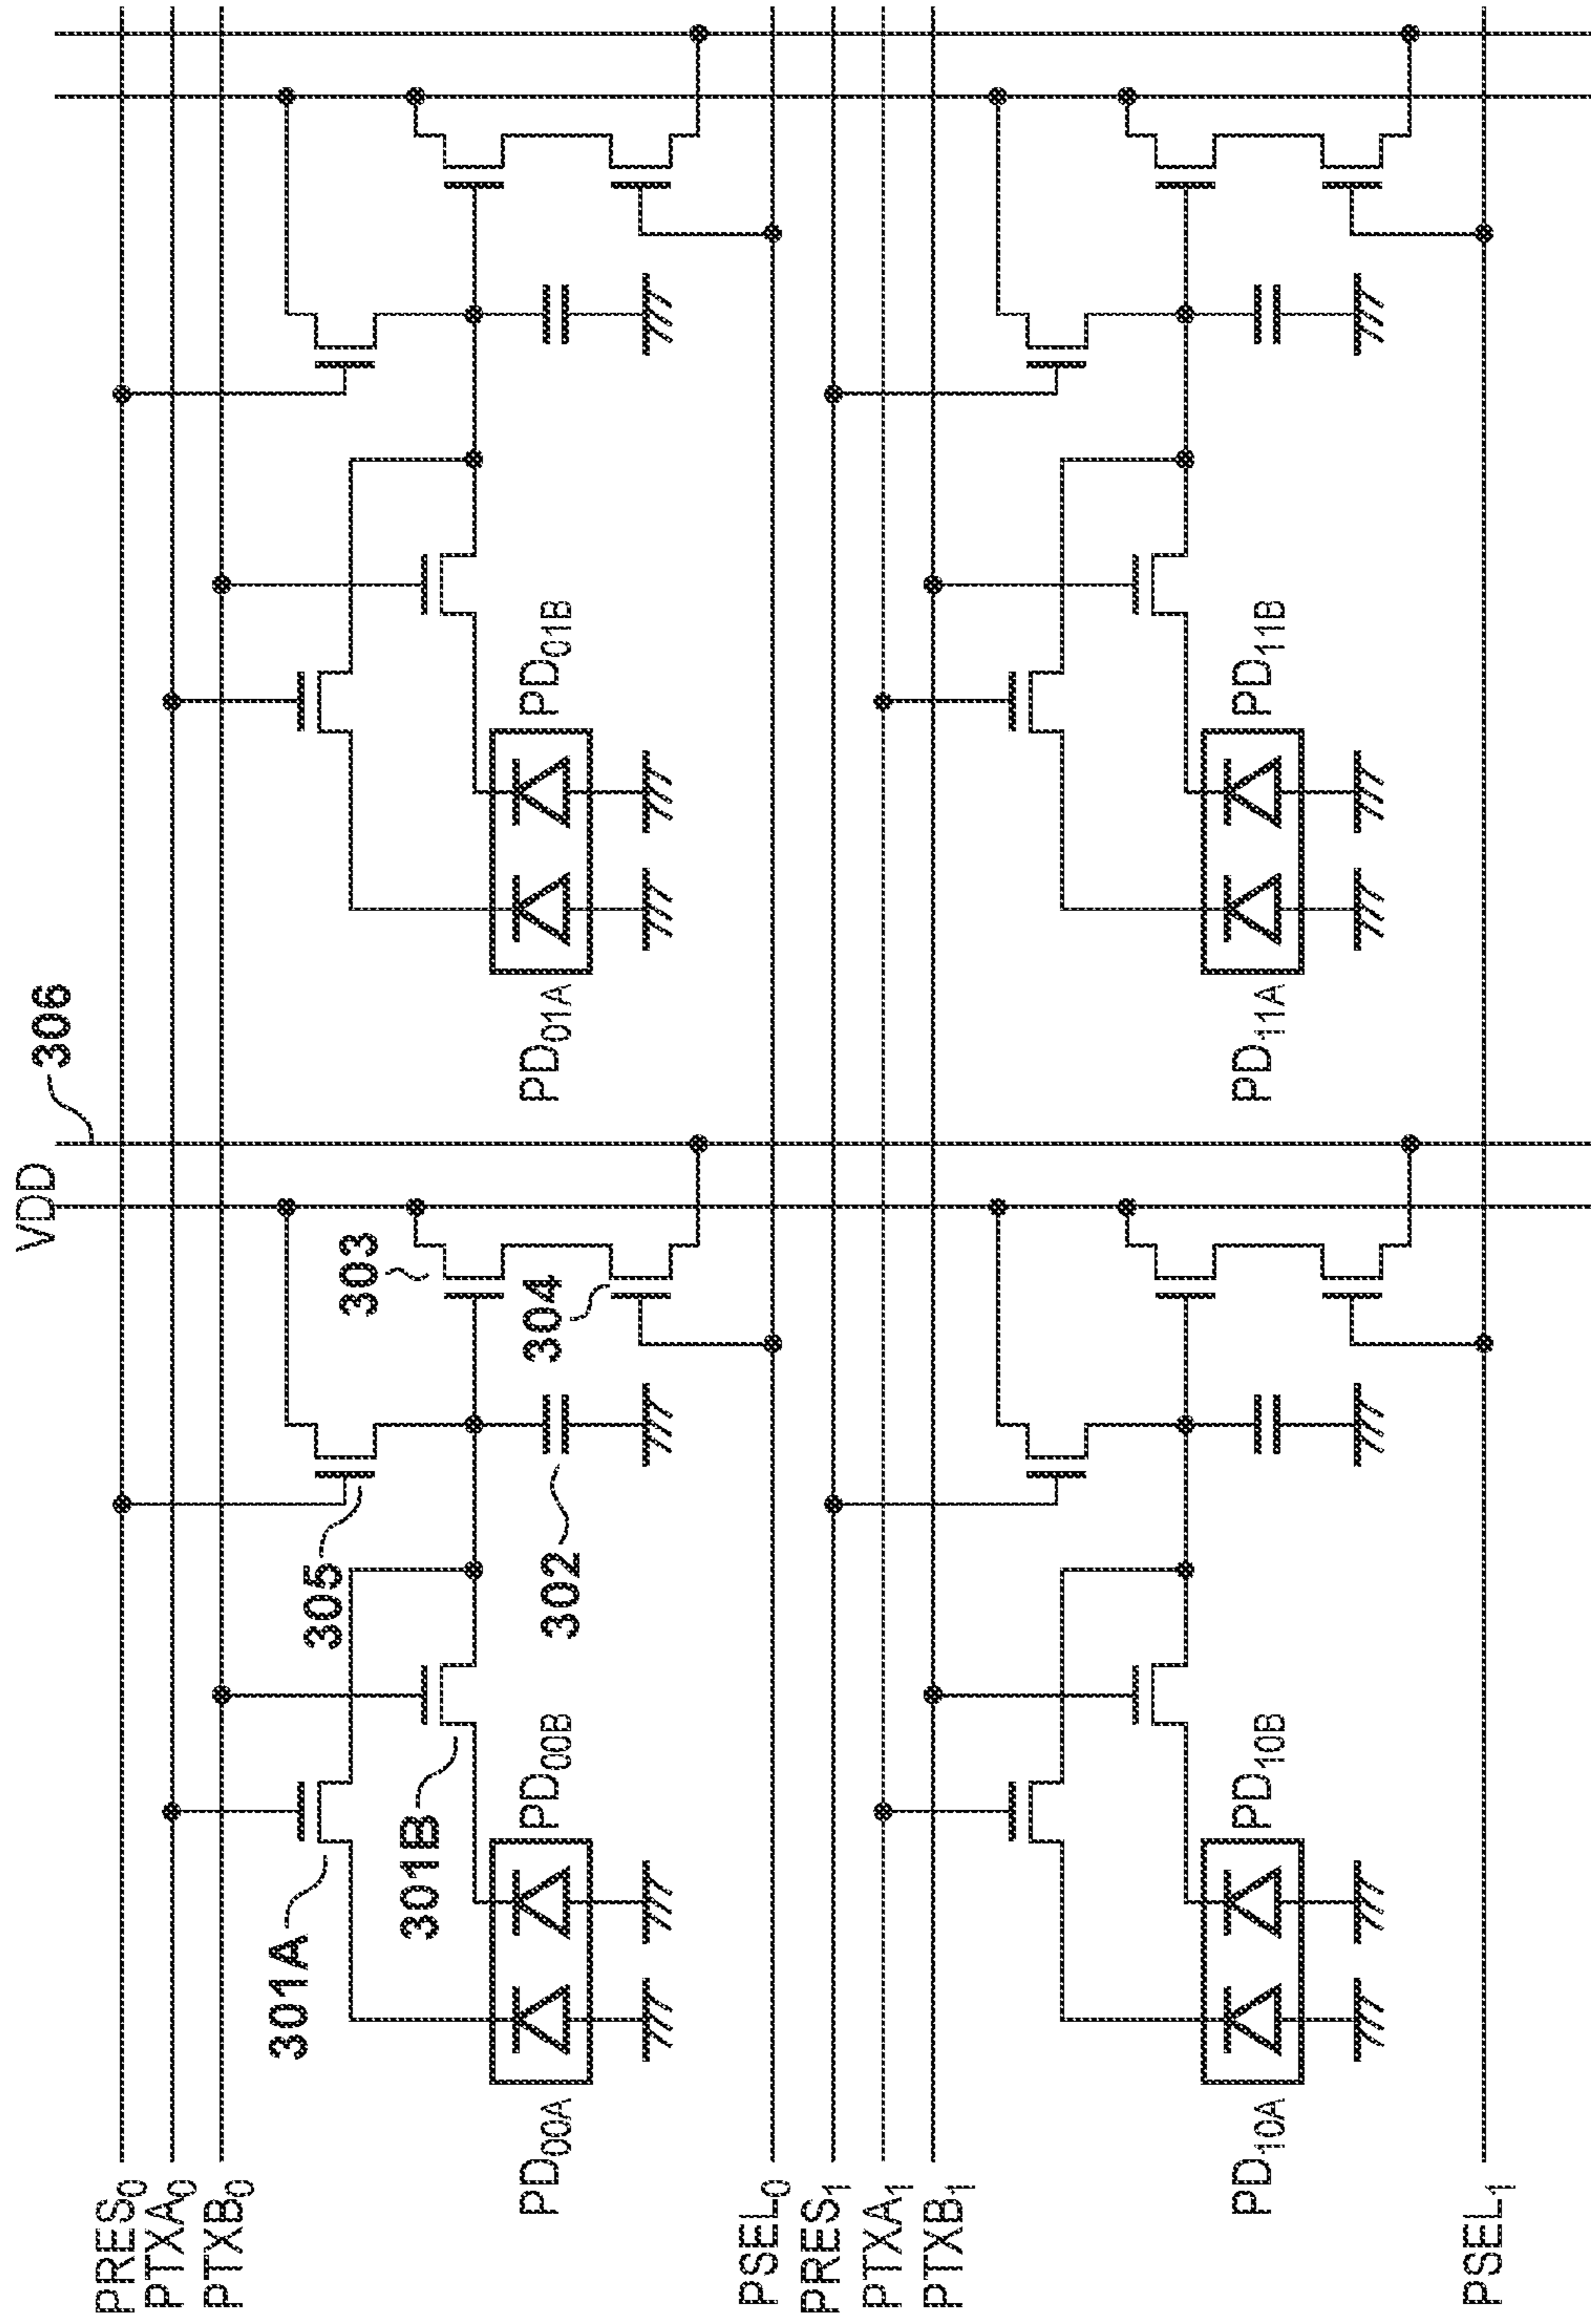 VDD
306
PRES₀
PTXA₀
PTXB₀
301A
305
303
301B
304
PD₀₀A
PD₀₀B
302
PD₀₁A
PD₀₁B
PSEL₀
PRES₁
PTXA₁
PTXB₁
PD₁₀A
PD₁₀B
PD₁₁A
PD₁₁B
PSEL₁